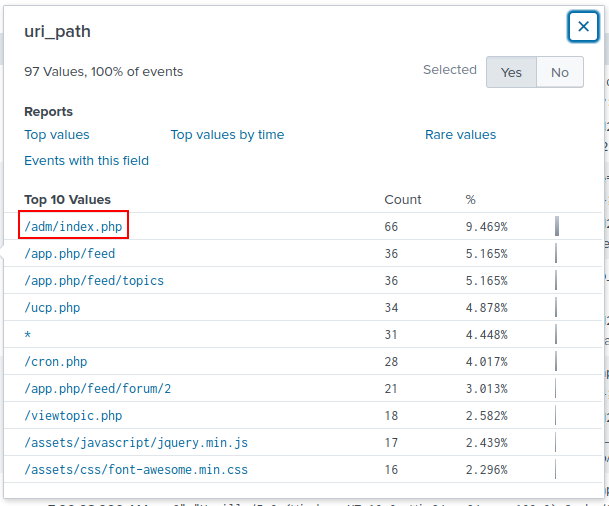 uri_path
97 Values, 100% of events
Selected Yes No
Reports
Top values Top values by time Rare values
Events with this field
Top 10 Values Count %
/adm/index.php 66 9.469%
/app.php/feed 36 5.165%
/app.php/feed/topics 36 5.165%
/ucp.php 34 4.878%
* 31 4.448%
/cron.php 28 4.017%
/app.php/feed/forum/2 21 3.013%
/viewtopic.php 18 2.582%
/assets/javascript/jquery.min.js 17 2.439%
/assets/css/font-awesome.min.css 16 2.296%